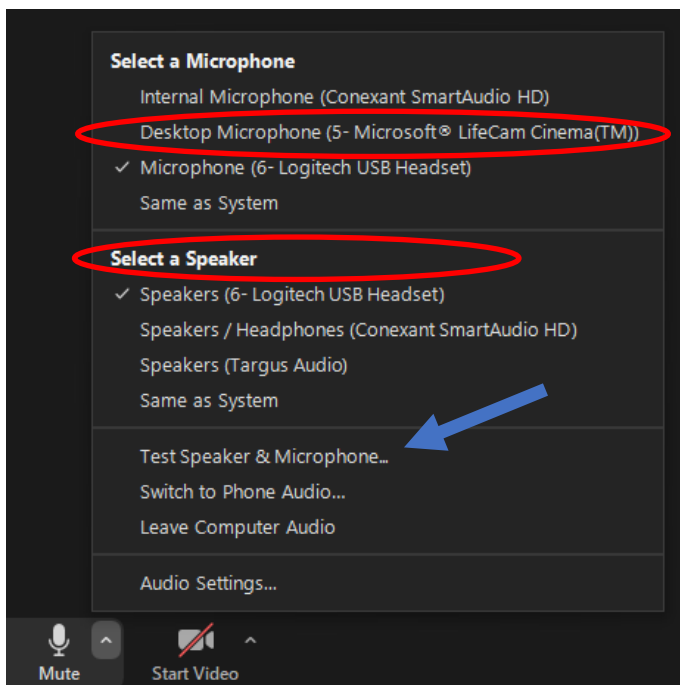 Select a Microphone
Internal Microphone (Conexant SmartAudio HD)
Desktop Microphone (5- Microsoft® LifeCam Cinema(TM))
Microphone (6- Logitech USB Headset)
Same as System
Select a Speaker
Speakers (6- Logitech USB Headset)
Speakers / Headphones (Conexant SmartAudio HD)
Speakers (Targus Audio)
Same as System
Test Speaker & Microphone...
Switch to Phone Audio...
Leave Computer Audio
Audio Settings...
Mute
Start Video